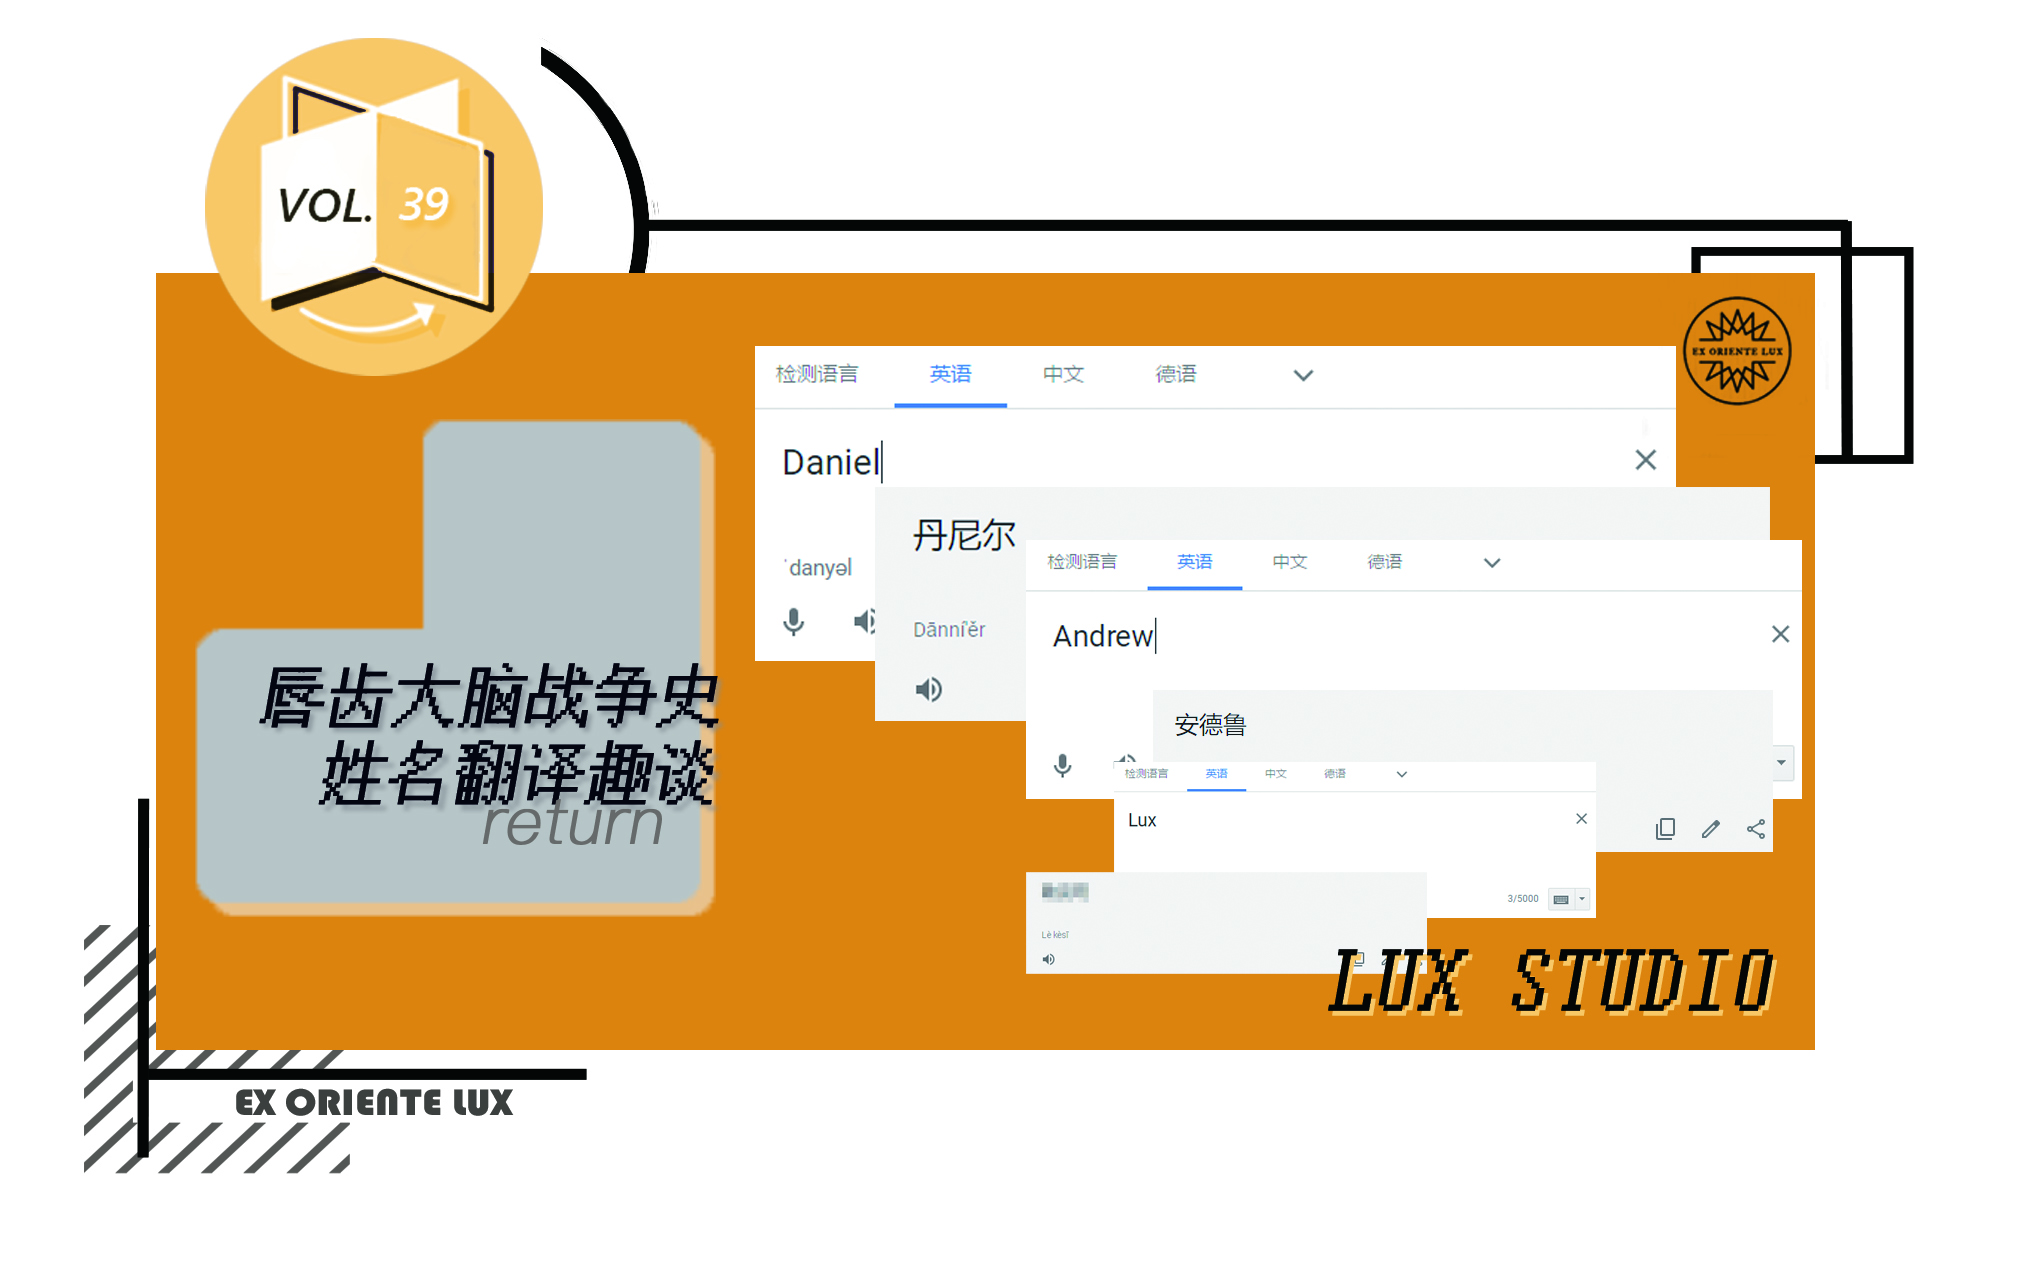 VOL. 39
EX ORIENTE LUX
检测语言 英语 中文 德语
Daniel
ˈdanyəl
丹尼尔
Dānníʼěr
检测语言 英语 中文 德语
Andrew
安德鲁
检测语言 英语 中文 德语
Lux
3/5000
Lè kèsī
唇齿大脑战争史
姓名翻译趣谈
return
LUX STUDIO
EX ORIENTE LUX